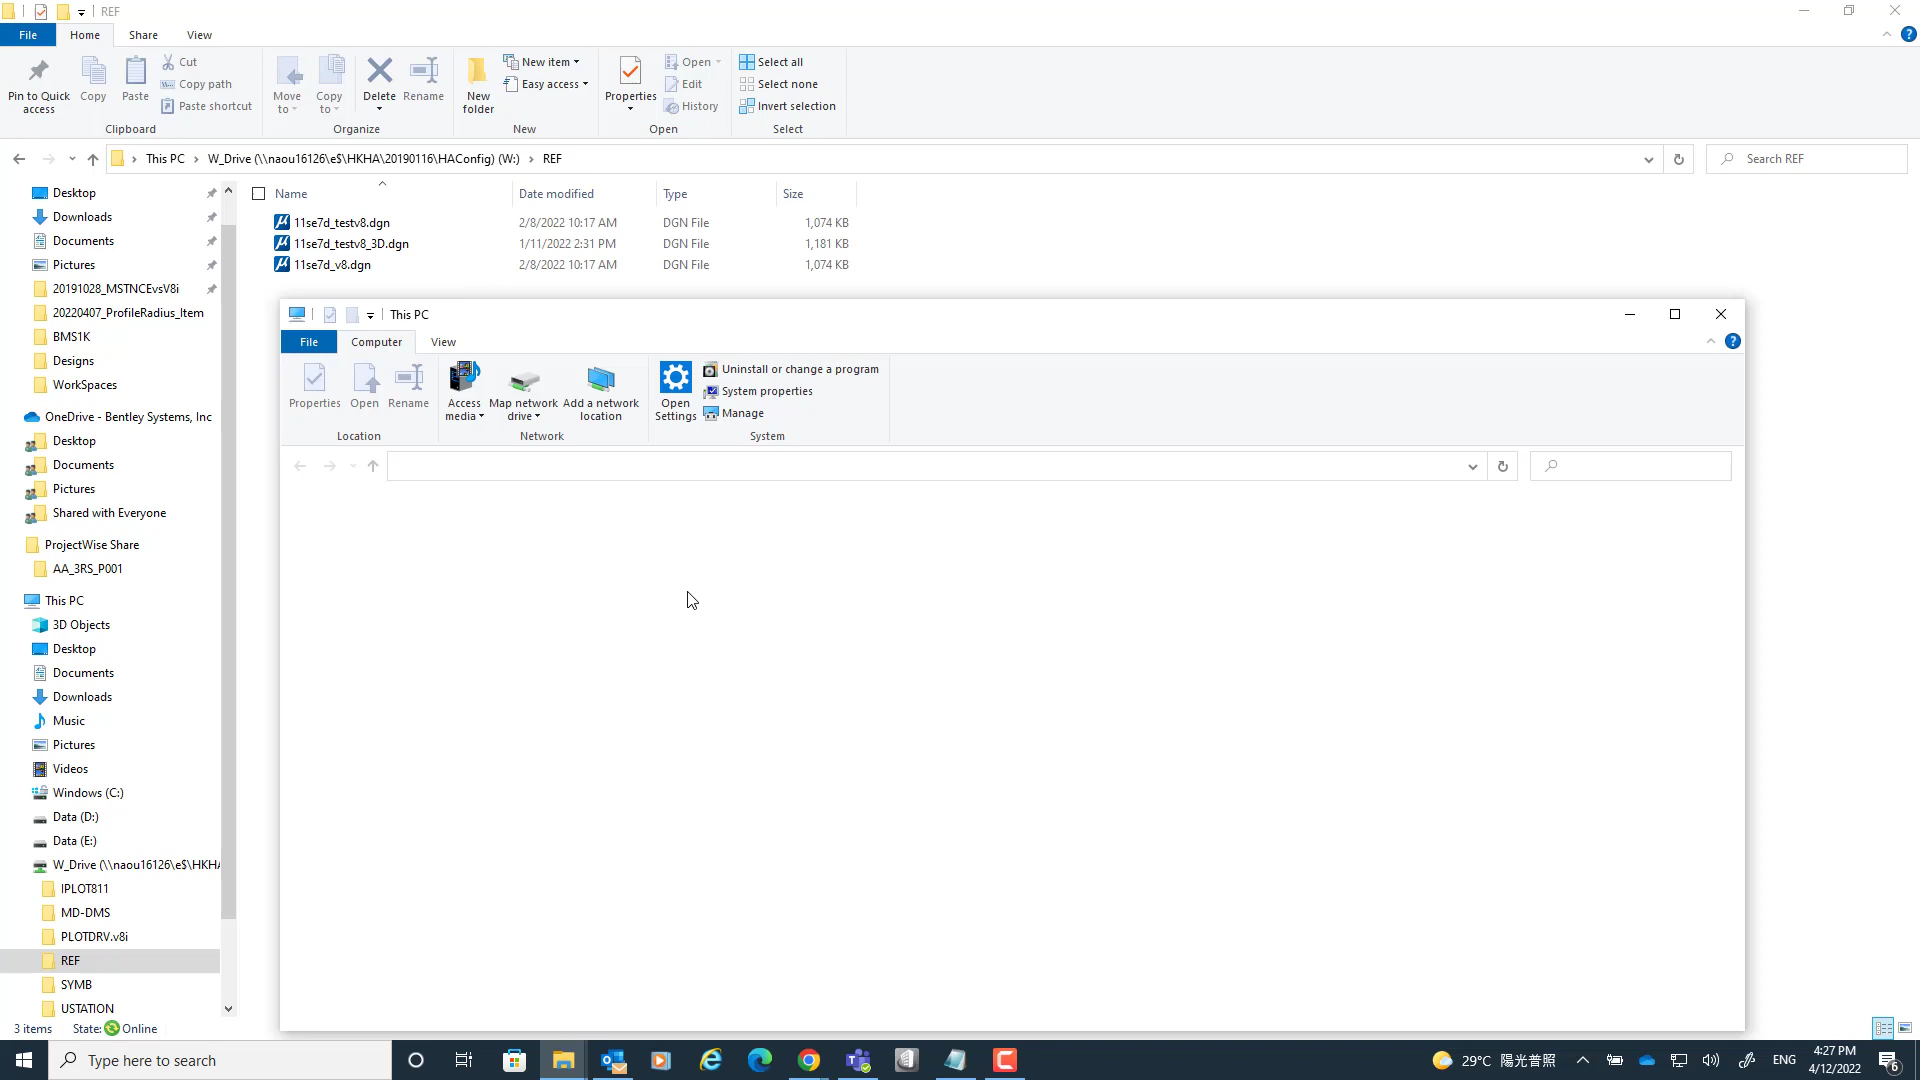 REF
File Home Share View
Pin to Quick access
Copy
Paste
Cut
Copy path
Paste shortcut
Clipboard
Move to
Copy to
Delete
Rename
Organize
New folder
New item
Easy access
New
Properties
Open
Edit
History
Open
Select all
Select none
Invert selection
Select
This PC W_Drive (\\naou16126\e$\HKHA\20190116\HAConfig) (W:) REF
Search REF
Name Date modified Type Size
11se7d_testv8.dgn 2/8/2022 10:17 AM DGN File 1,074 KB
11se7d_testv8_3D.dgn 1/11/2022 2:31 PM DGN File 1,181 KB
11se7d_v8.dgn 2/8/2022 10:17 AM DGN File 1,074 KB
Desktop
Downloads
Documents
Pictures
20191028_MSTNCEvsV8i
20220407_ProfileRadius_Item
BMS1K
Designs
WorkSpaces
OneDrive - Bentley Systems, Inc
Desktop
Documents
Pictures
Shared with Everyone
ProjectWise Share
AA_3RS_P001
This PC
3D Objects
Desktop
Documents
Downloads
Music
Pictures
Videos
Windows (C:)
Data (D:)
Data (E:)
W_Drive (\\naou16126\e$\HKHA
IPLOT811
MD-DMS
PLOTDRV.v8i
REF
SYMB
USTATION
3 items State: Online
This PC
File Computer View
Properties
Open
Rename
Location
Access media
Map network drive
Add a network location
Network
Open Settings
Uninstall or change a program
System properties
Manage
System
Type here to search
29°C 陽光普照
ENG
4:27 PM
4/12/2022
6